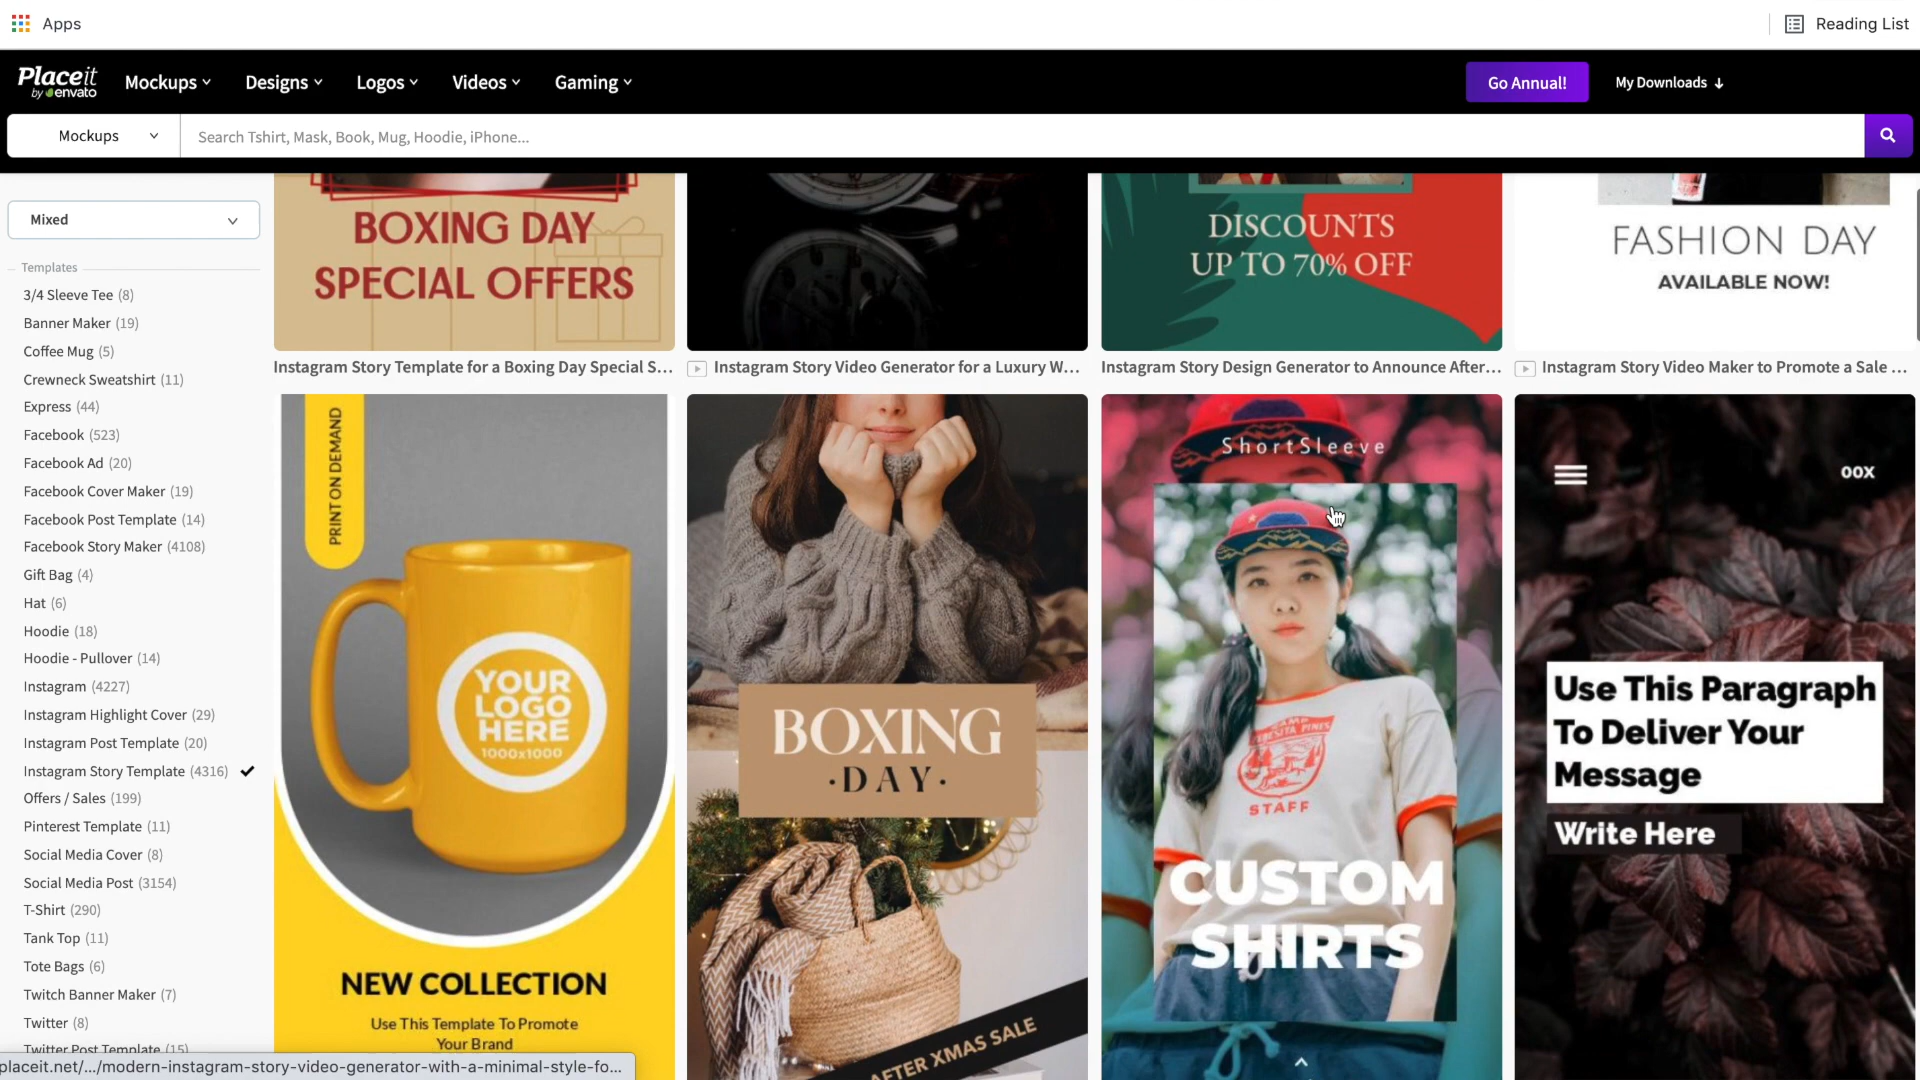 Apps
Reading List
Placeit
by envato
Mockups
Designs
Logos
Videos
Gaming
Go Annual!
My Downloads
Mockups
Search Tshirt, Mask, Book, Mug, Hoodie, iPhone...
Mixed
Templates
3/4 Sleeve Tee (8)
Banner Maker (19)
Coffee Mug (5)
Crewneck Sweatshirt (11)
Express (44)
Facebook (523)
Facebook Ad (20)
Facebook Cover Maker (19)
Facebook Post Template (14)
Facebook Story Maker (4108)
Gift Bag (4)
Hat (6)
Hoodie (18)
Hoodie - Pullover (14)
Instagram (4227)
Instagram Highlight Cover (29)
Instagram Post Template (20)
Instagram Story Template (4316)
Offers / Sales (199)
Pinterest Template (11)
Social Media Cover (8)
Social Media Post (3154)
T-Shirt (290)
Tank Top (11)
Tote Bags (6)
Twitch Banner Maker (7)
Twitter (8)
Twitter Post Template (15)
placeit.net/.../modern-instagram-story-video-generator-with-a-minimal-style-fo...
BOXING DAY
SPECIAL OFFERS
Instagram Story Template for a Boxing Day Special S...
Instagram Story Video Generator for a Luxury W...
DISCOUNTS
UP TO 70% OFF
Instagram Story Design Generator to Announce After...
FASHION DAY
AVAILABLE NOW!
Instagram Story Video Maker to Promote a Sale ...
PRINT ON DEMAND
YOUR
LOGO
HERE
1000x1000
NEW COLLECTION
Use This Template To Promote
Your Brand
BOXING
·DAY·
AFTER XMAS SALE
ShortSleeve
STAFF
CUSTOM
SHIRTS
00X
Use This Paragraph
To Deliver Your
Message
Write Here